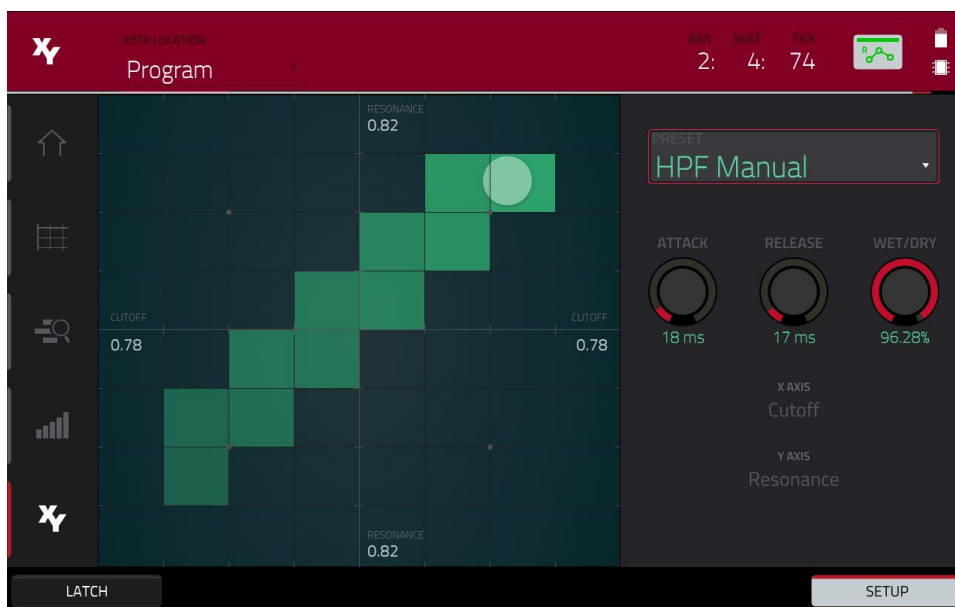 XY
XYFX LOCATION
Program
BAR BEAT TICK
2: 4: 74
R
RESONANCE
0.82
PRESET
HPF Manual
ATTACK RELEASE WET/DRY
18 ms 17 ms 96.28%
CUTOFF CUTOFF
0.78 0.78
X AXIS
Cutoff
Y AXIS
Resonance
XY
RESONANCE
0.82
LATCH SETUP